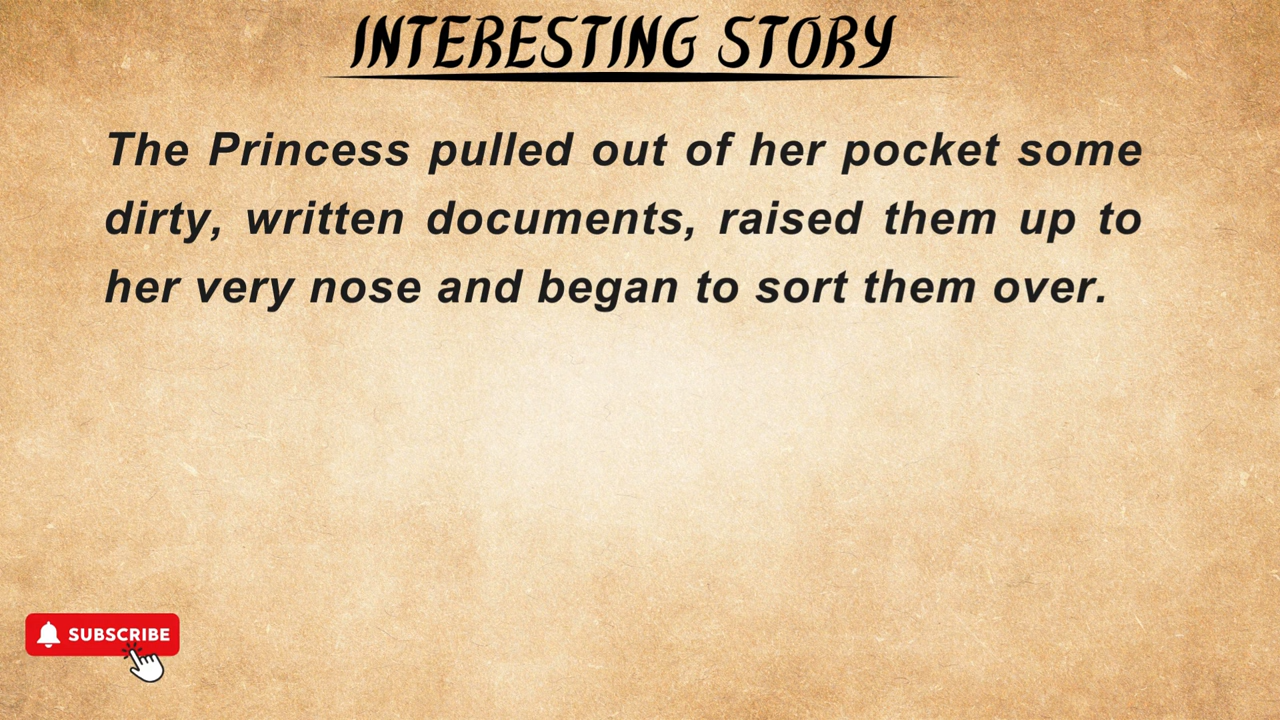 INTERESTING STORY
The Princess pulled out of her pocket some
dirty, written documents, raised them up to
her very nose and began to sort them over.
SUBSCRIBE